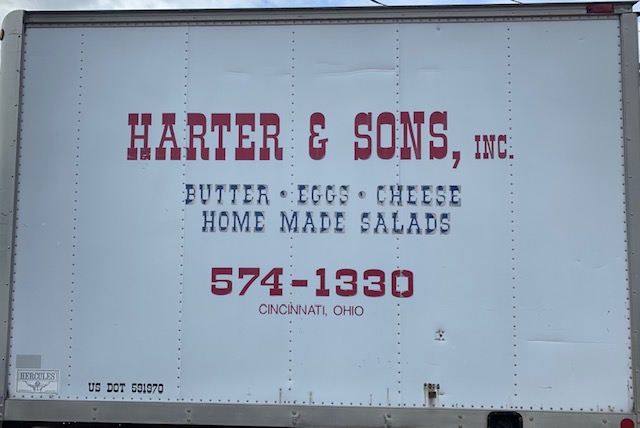 HARTER & SONS, INC.
BUTTER • EGGS • CHEESE
HOME MADE SALADS
574-1330
CINCINNATI, OHIO
HERCULES
US DOT 591970